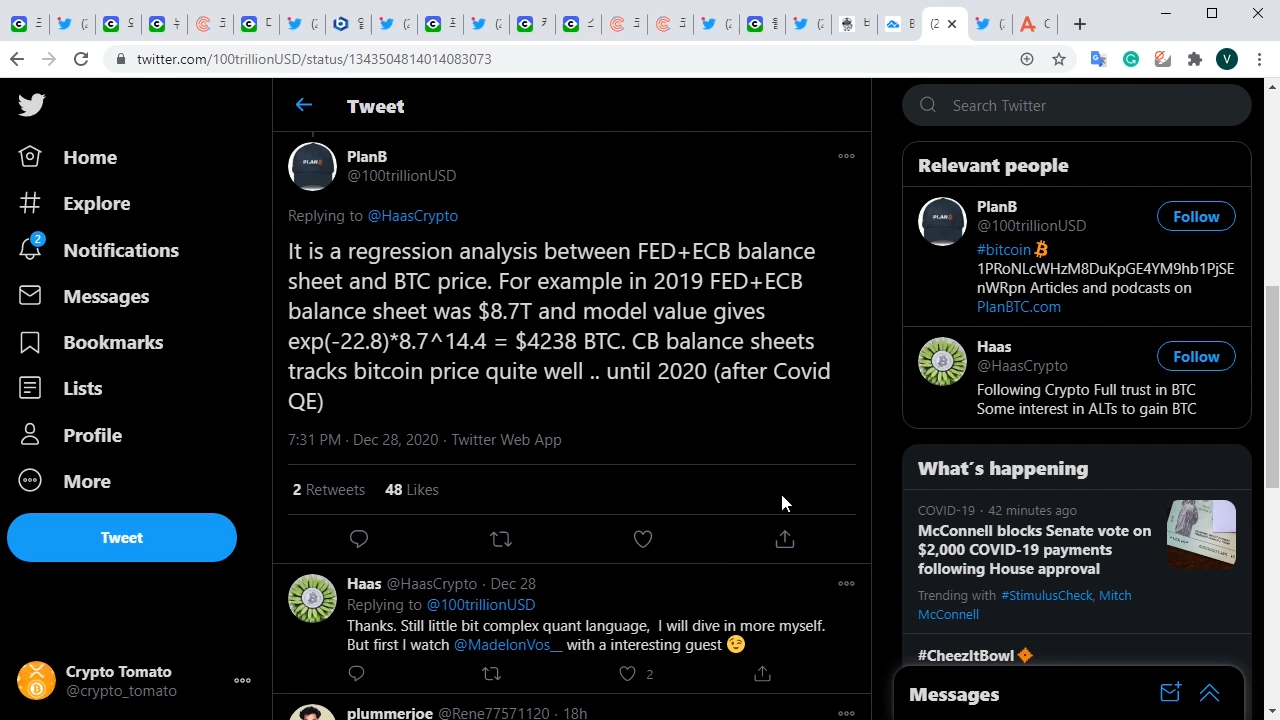 twitter.com/100trillionUSD/status/1343504814014083073
V
Home
Explore
2
Notifications
Messages
Bookmarks
Lists
Profile
More
Tweet
Crypto Tomato
@crypto_tomato
Tweet
PlanB
@100trillionUSD
Replying to @HaasCrypto
It is a regression analysis between FED+ECB balance
sheet and BTC price. For example in 2019 FED+ECB
balance sheet was $8.7T and model value gives
exp(-22.8)*8.7^14.4 = $4238 BTC. CB balance sheets
tracks bitcoin price quite well .. until 2020 (after Covid
QE)
7:31 PM · Dec 28, 2020 · Twitter Web App
2 Retweets 48 Likes
Haas @HaasCrypto · Dec 28
Replying to @100trillionUSD
Thanks. Still little bit complex quant language, I will dive in more myself.
But first I watch @MadelonVos__ with a interesting guest 😉
2
plummerjoe @Rene77571120 · 18h
Search Twitter
Relevant people
PlanB
@100trillionUSD
Follow
#bitcoin
1PRoNLcWHzM8DuKpGE4YM9hb1PjSE
nWRpn Articles and podcasts on
PlanBTC.com
Haas
@HaasCrypto
Follow
Following Crypto Full trust in BTC
Some interest in ALTs to gain BTC
What's happening
COVID-19 · 42 minutes ago
McConnell blocks Senate vote on
$2,000 COVID-19 payments
following House approval
Trending with #StimulusCheck, Mitch
McConnell
#CheezItBowl
Messages